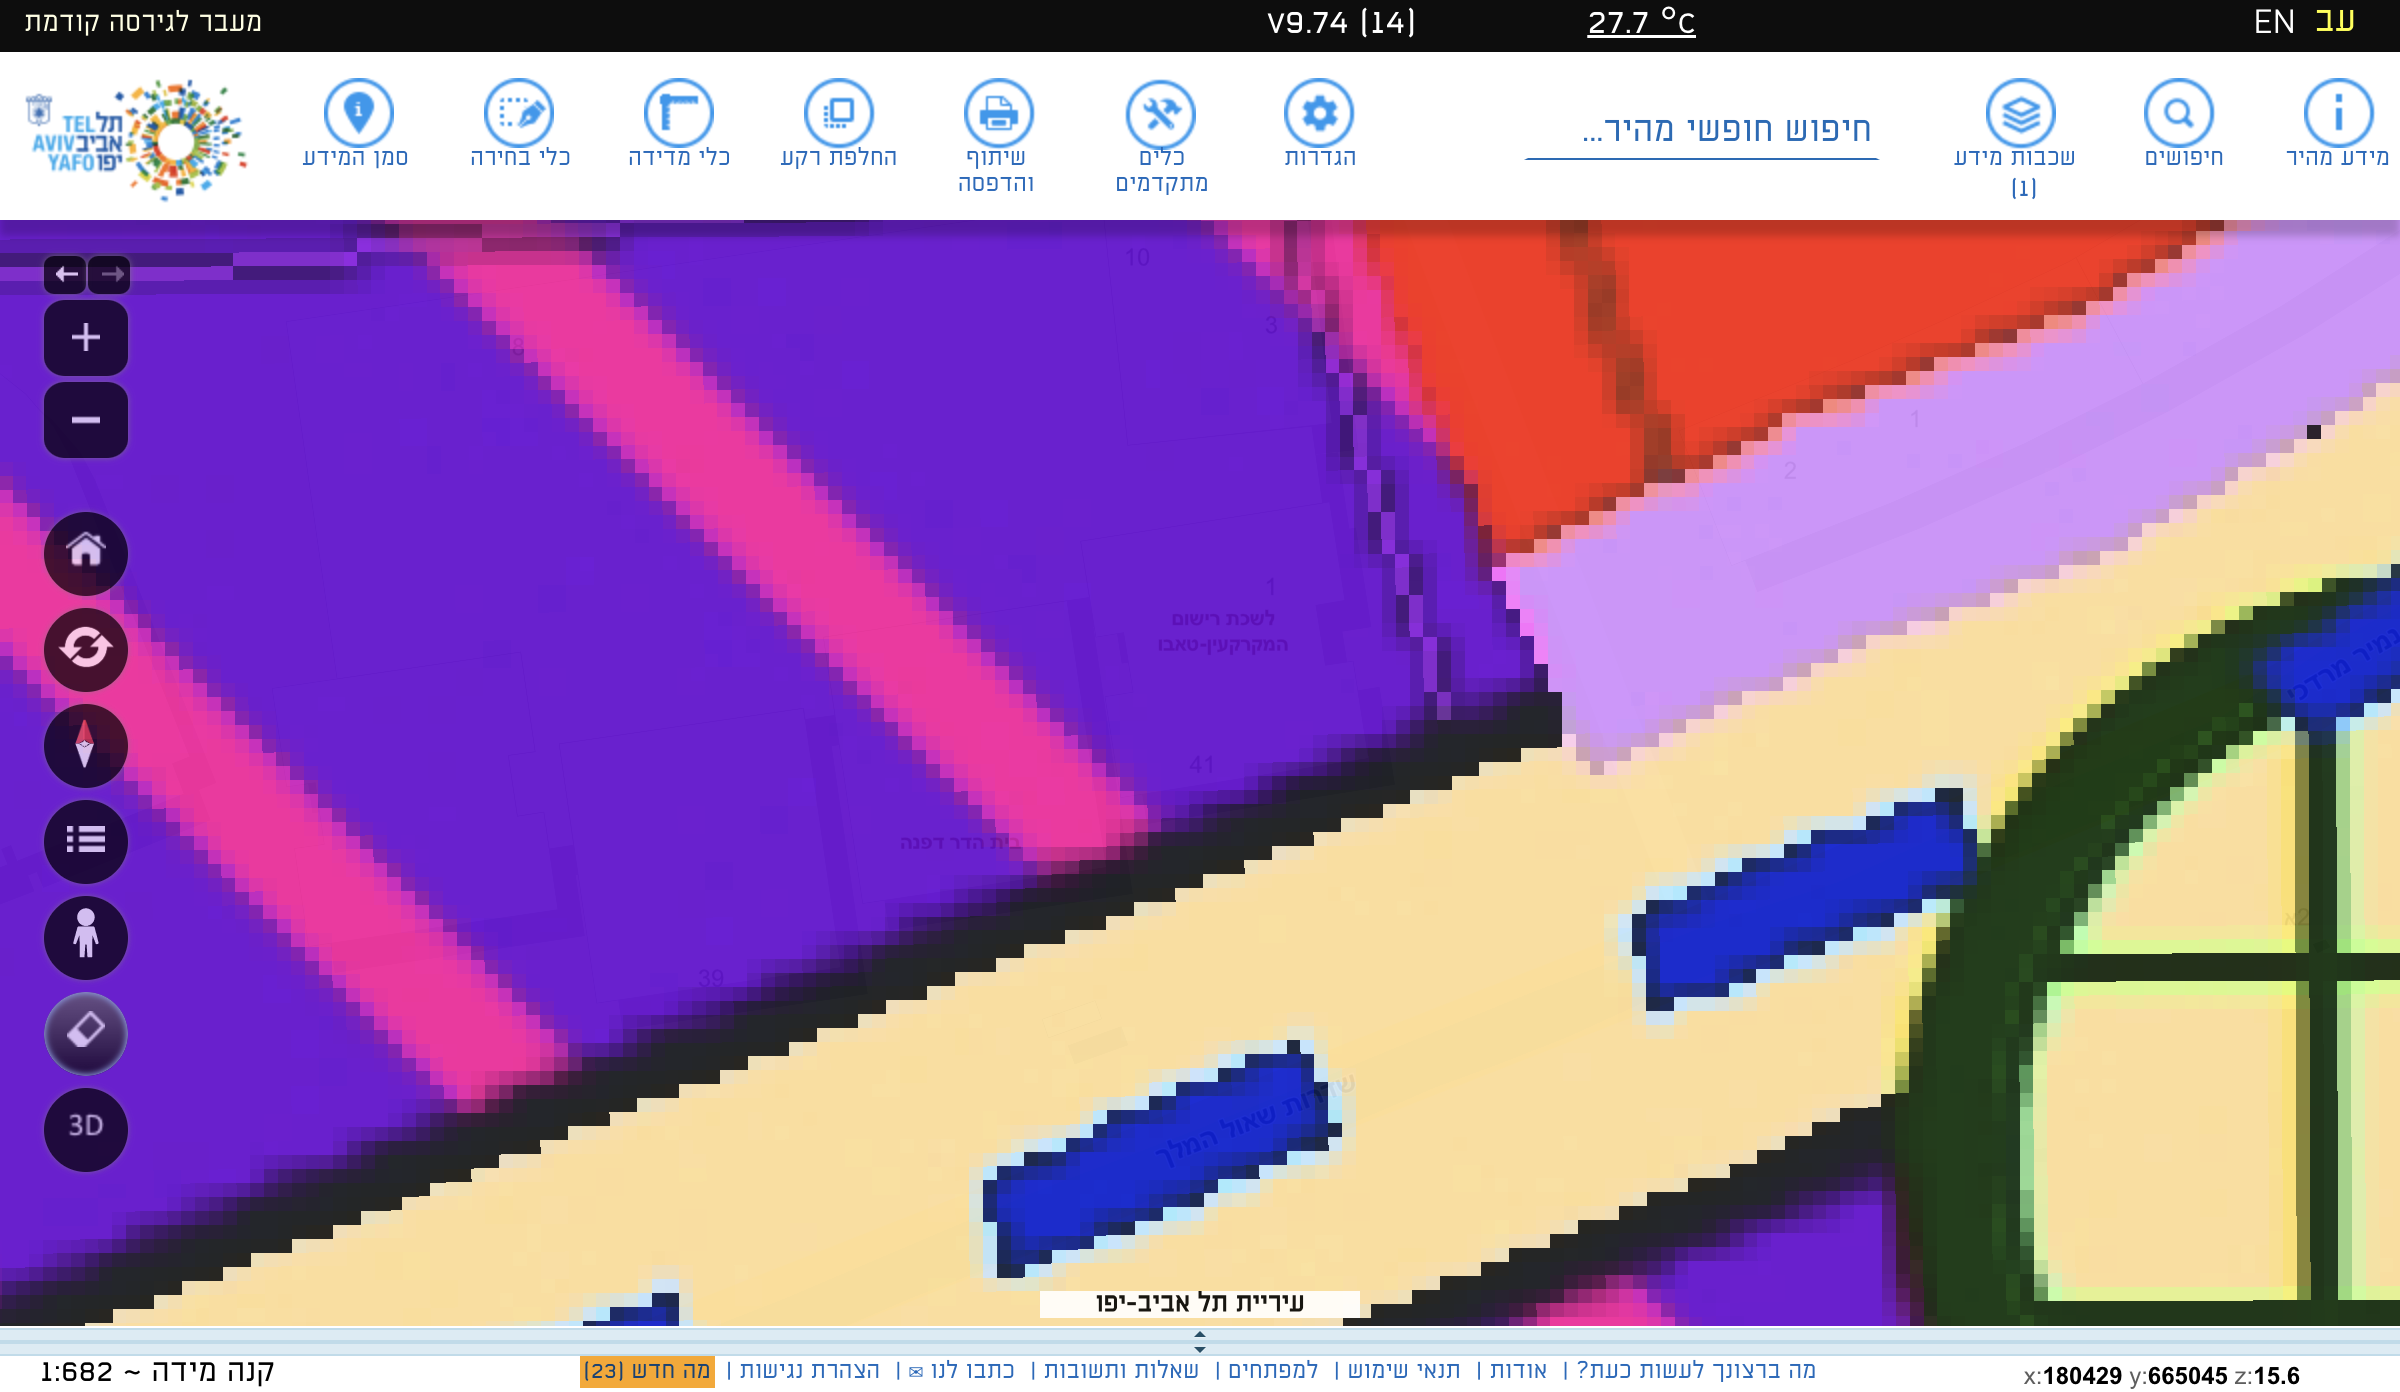 עב EN 27.7 °C V9.74 (14) מעבר לגירסה קודמת
מידע מהיר
חיפושים
שכבות מידע
(1)
חיפוש חופשי מהיר...
הגדרות
כלים
מתקדמים
שיתוף
והדפסה
החלפת רקע
כלי מדידה
כלי בחירה
סמן המידע
TEL תל
AVIV אביב
YAFO יפו
10
3
8
1
2
1
לשכת רישום
המקרקעין-טאבו
41
בית הדר דפנה
39
נמיר מרדכי
2א
שדרות שאול המלך
3D
עיריית תל אביב-יפו
מה ברצונך לעשות כעת? | אודות | תנאי שימוש | למפתחים | שאלות ותשובות | כתבו לנו ✉ | הצהרת נגישות | מה חדש (23)
קנה מידה ~ 1:682
x:180429 y:665045 z:15.6